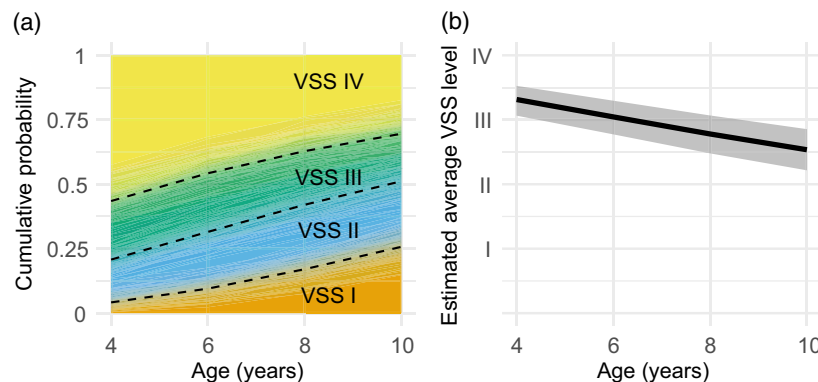 (a)
Cumulative probability
1
0.75
0.5
0.25
0
VSS IV
VSS III
VSS II
VSS I
4 6 8 10
Age (years)
(b)
Estimated average VSS level
IV
III
II
I
4 6 8 10
Age (years)